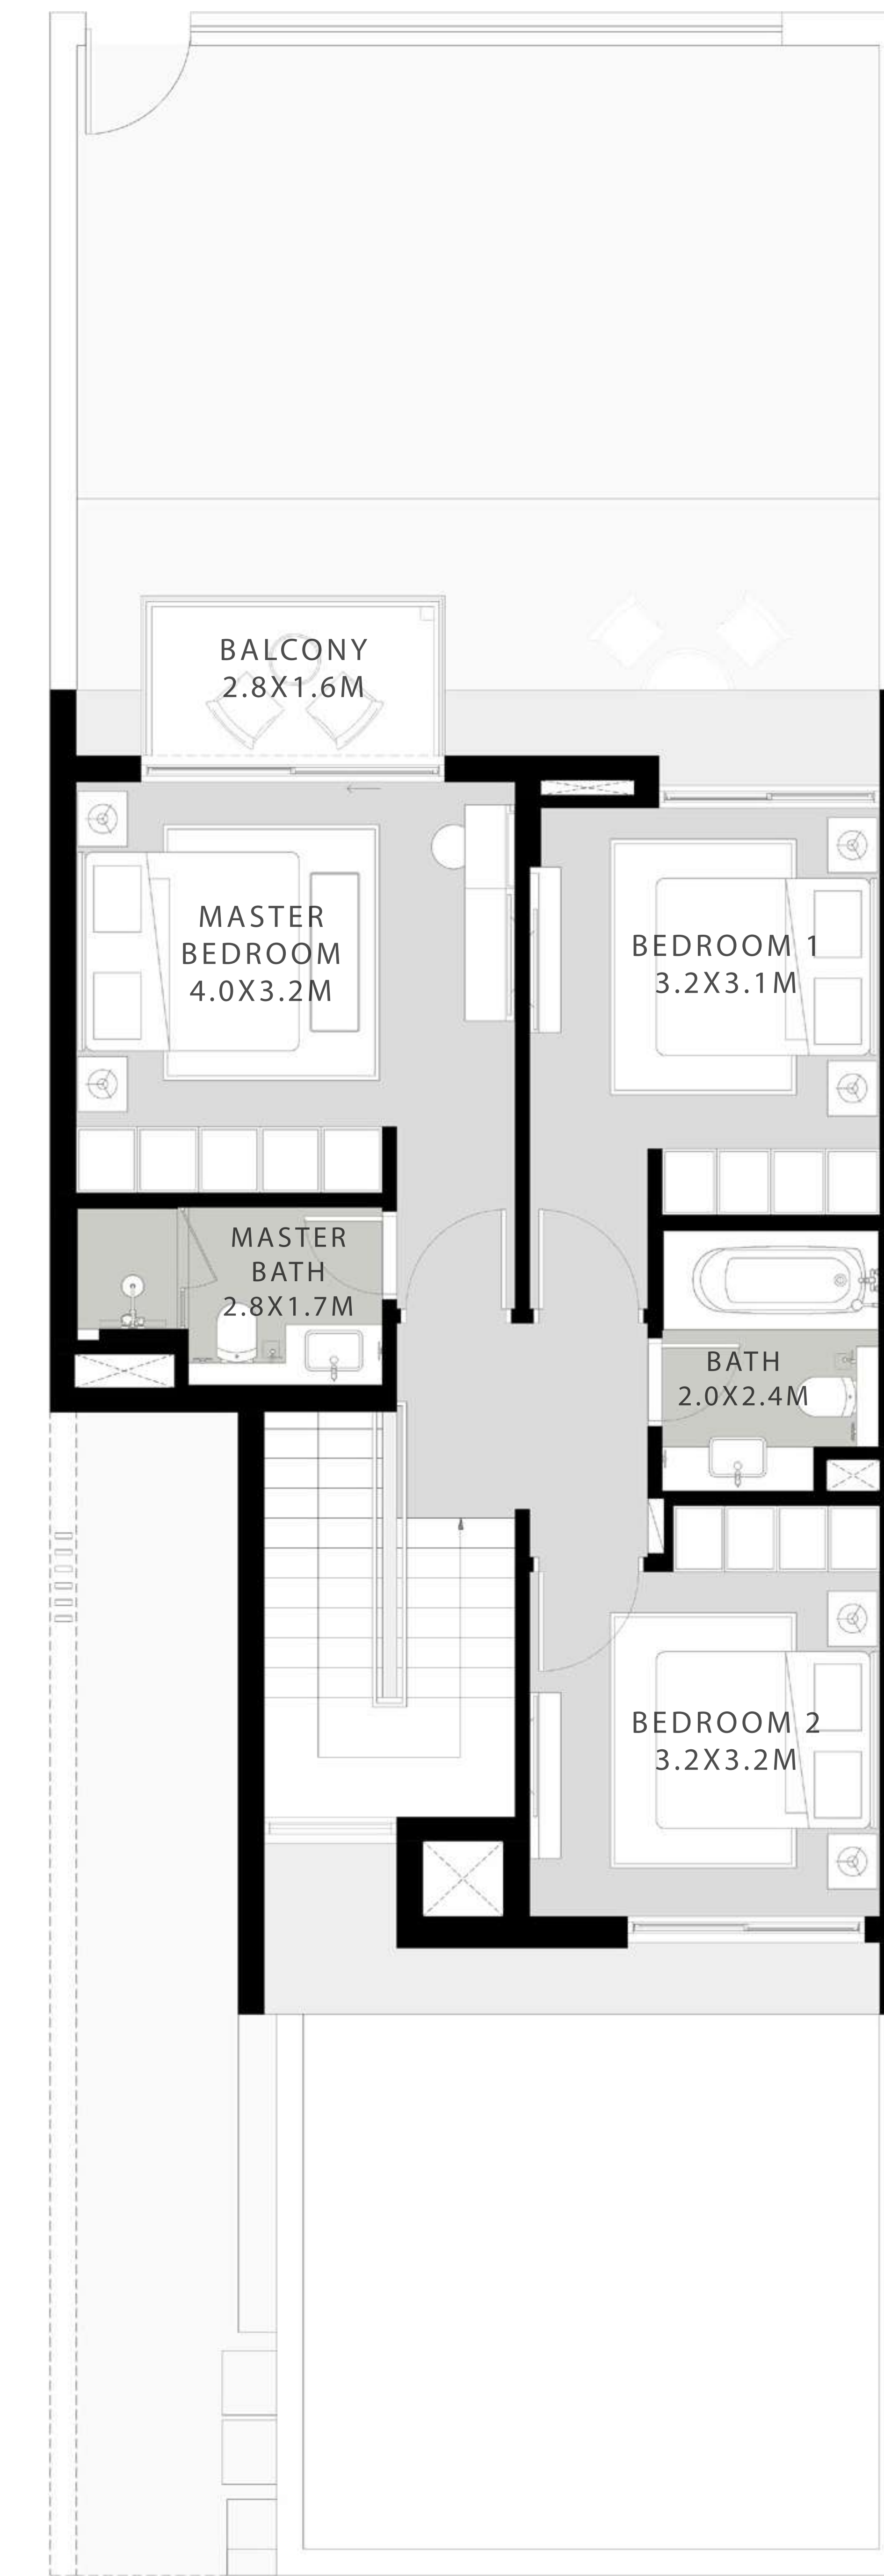 BALCONY
2.8X1.6M
MASTER
BEDROOM
4.0X3.2M
BEDROOM 1
3.2X3.1M
MASTER
BATH
2.8X1.7M
BATH
2.0X2.4M
BEDROOM 2
3.2X3.2M